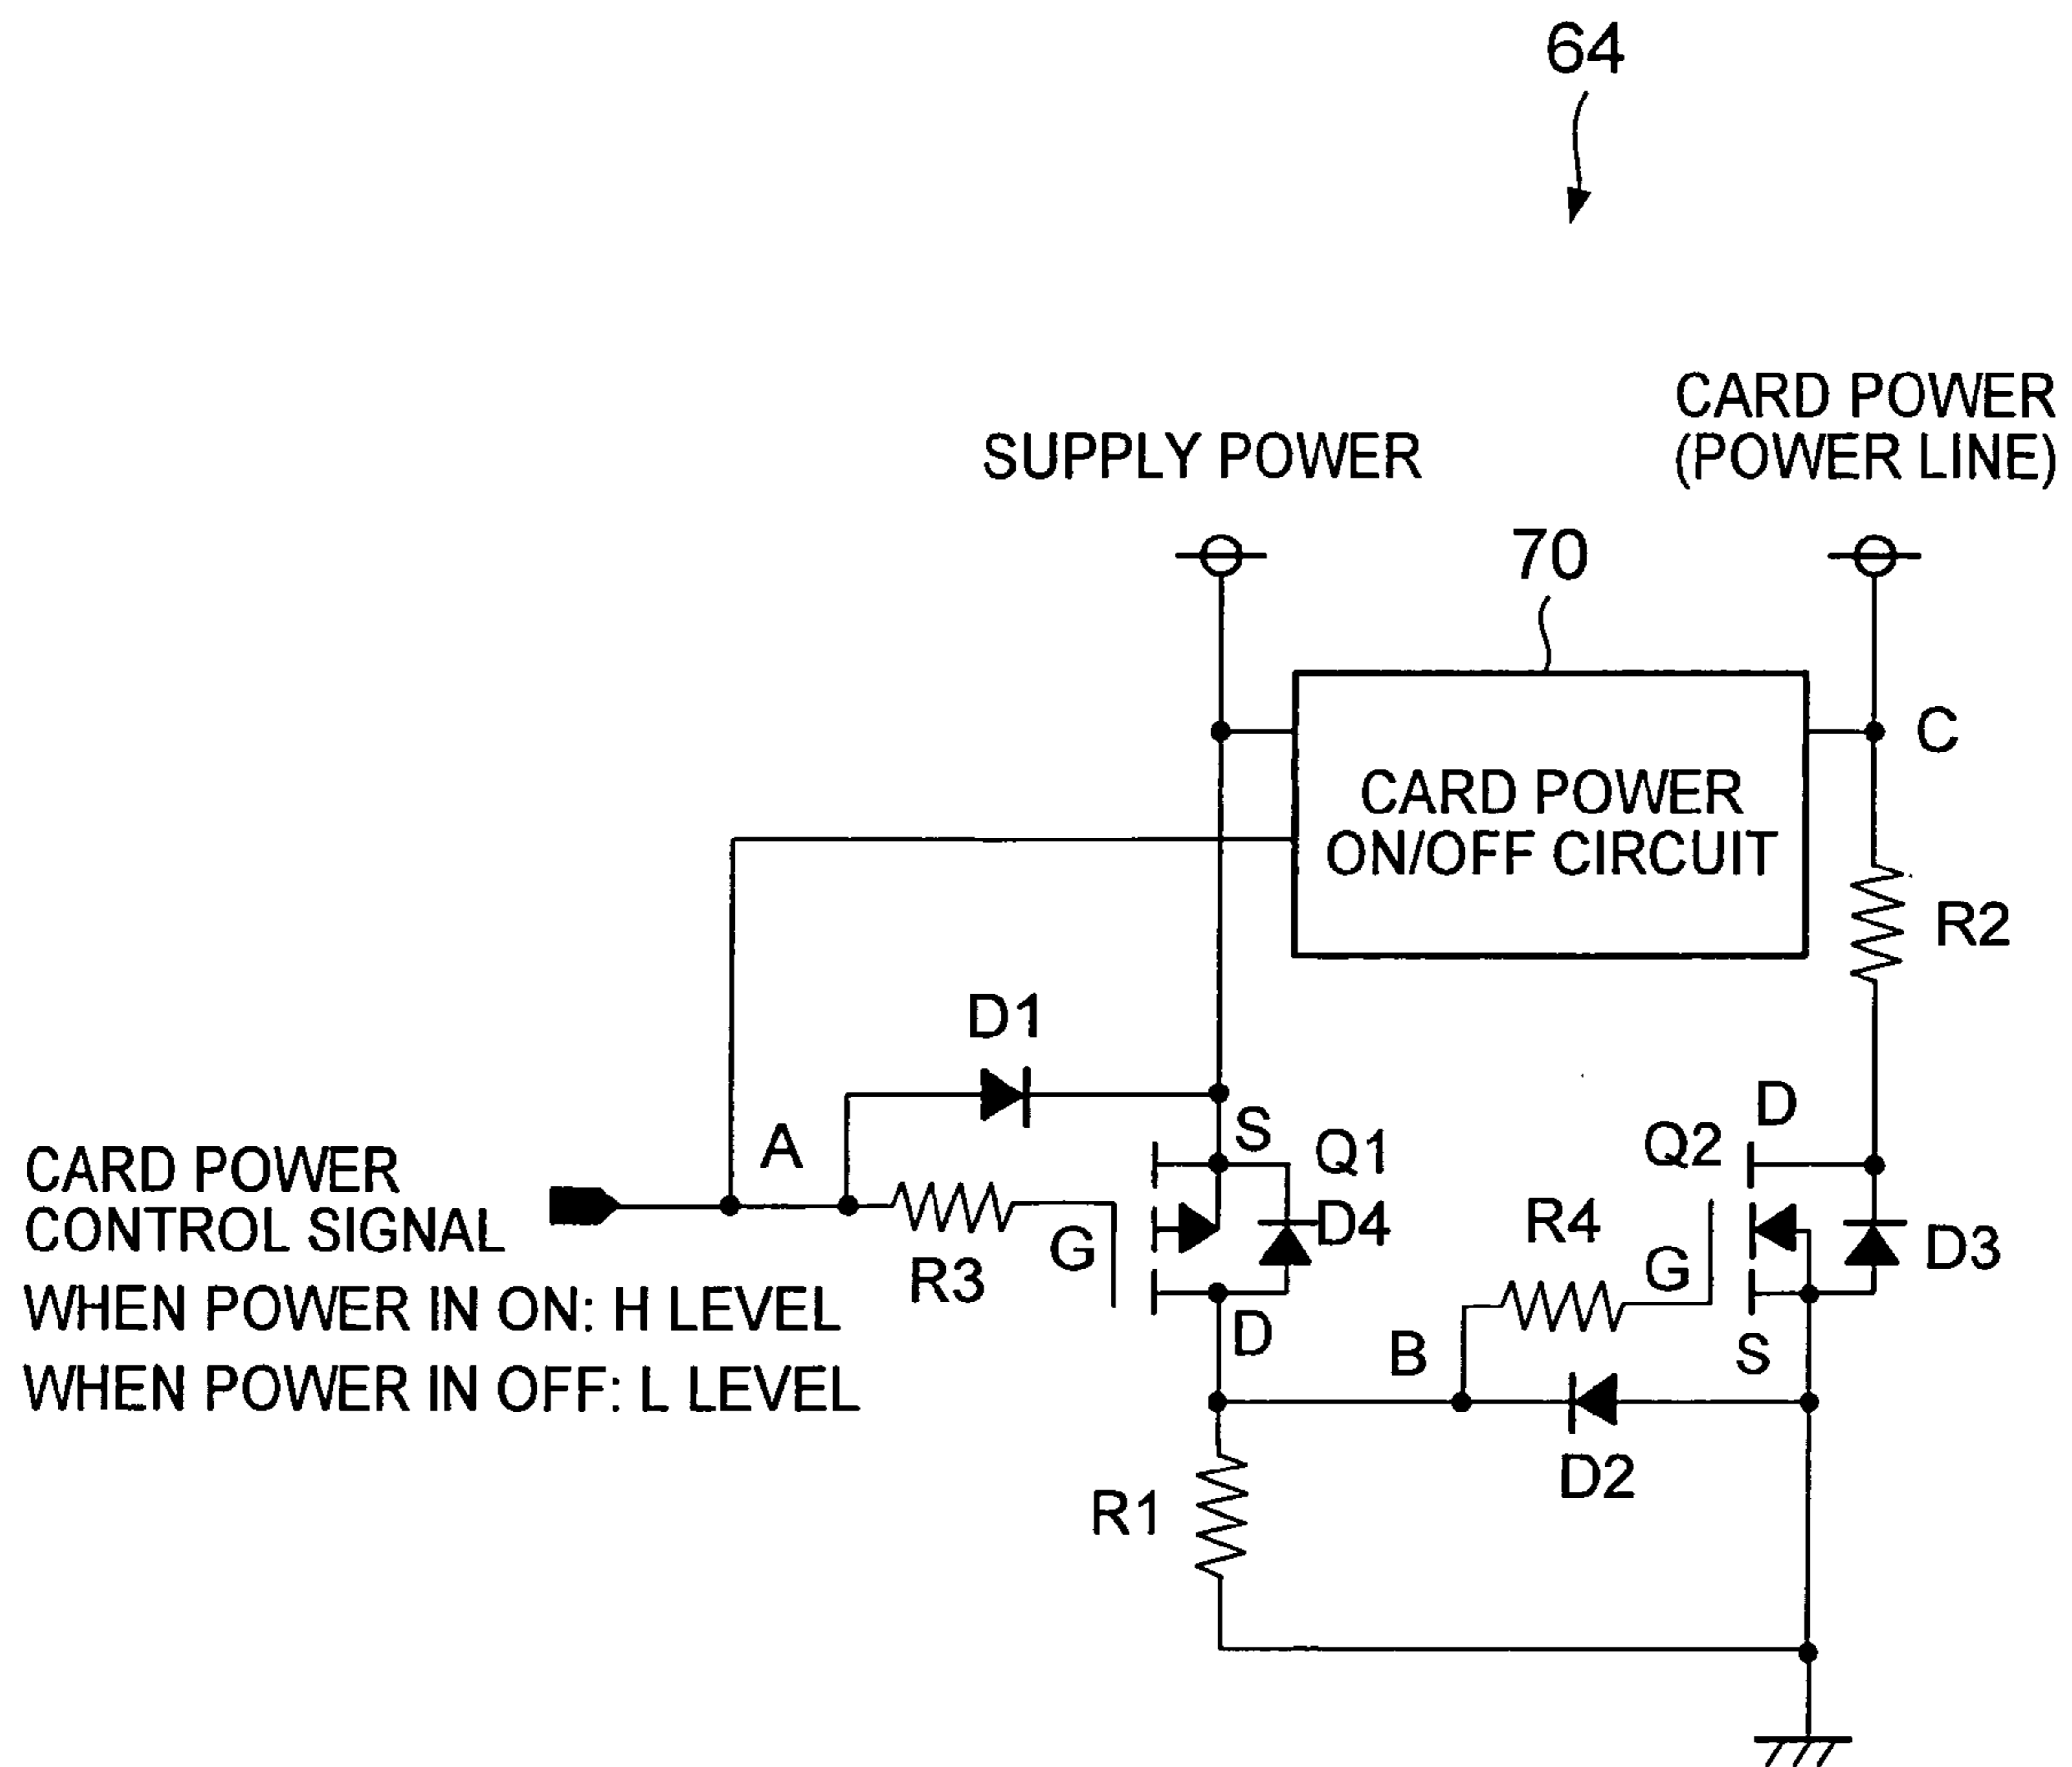 64
CARD POWER
(POWER LINE)
SUPPLY POWER
70
C
CARD POWER
ON/OFF CIRCUIT
R2
D1
D
S
Q1
Q2
A
CARD POWER
CONTROL SIGNAL
WHEN POWER IN ON: H LEVEL
WHEN POWER IN OFF: L LEVEL
R3
G
D4
R4
G
D3
D
B
S
D2
R1